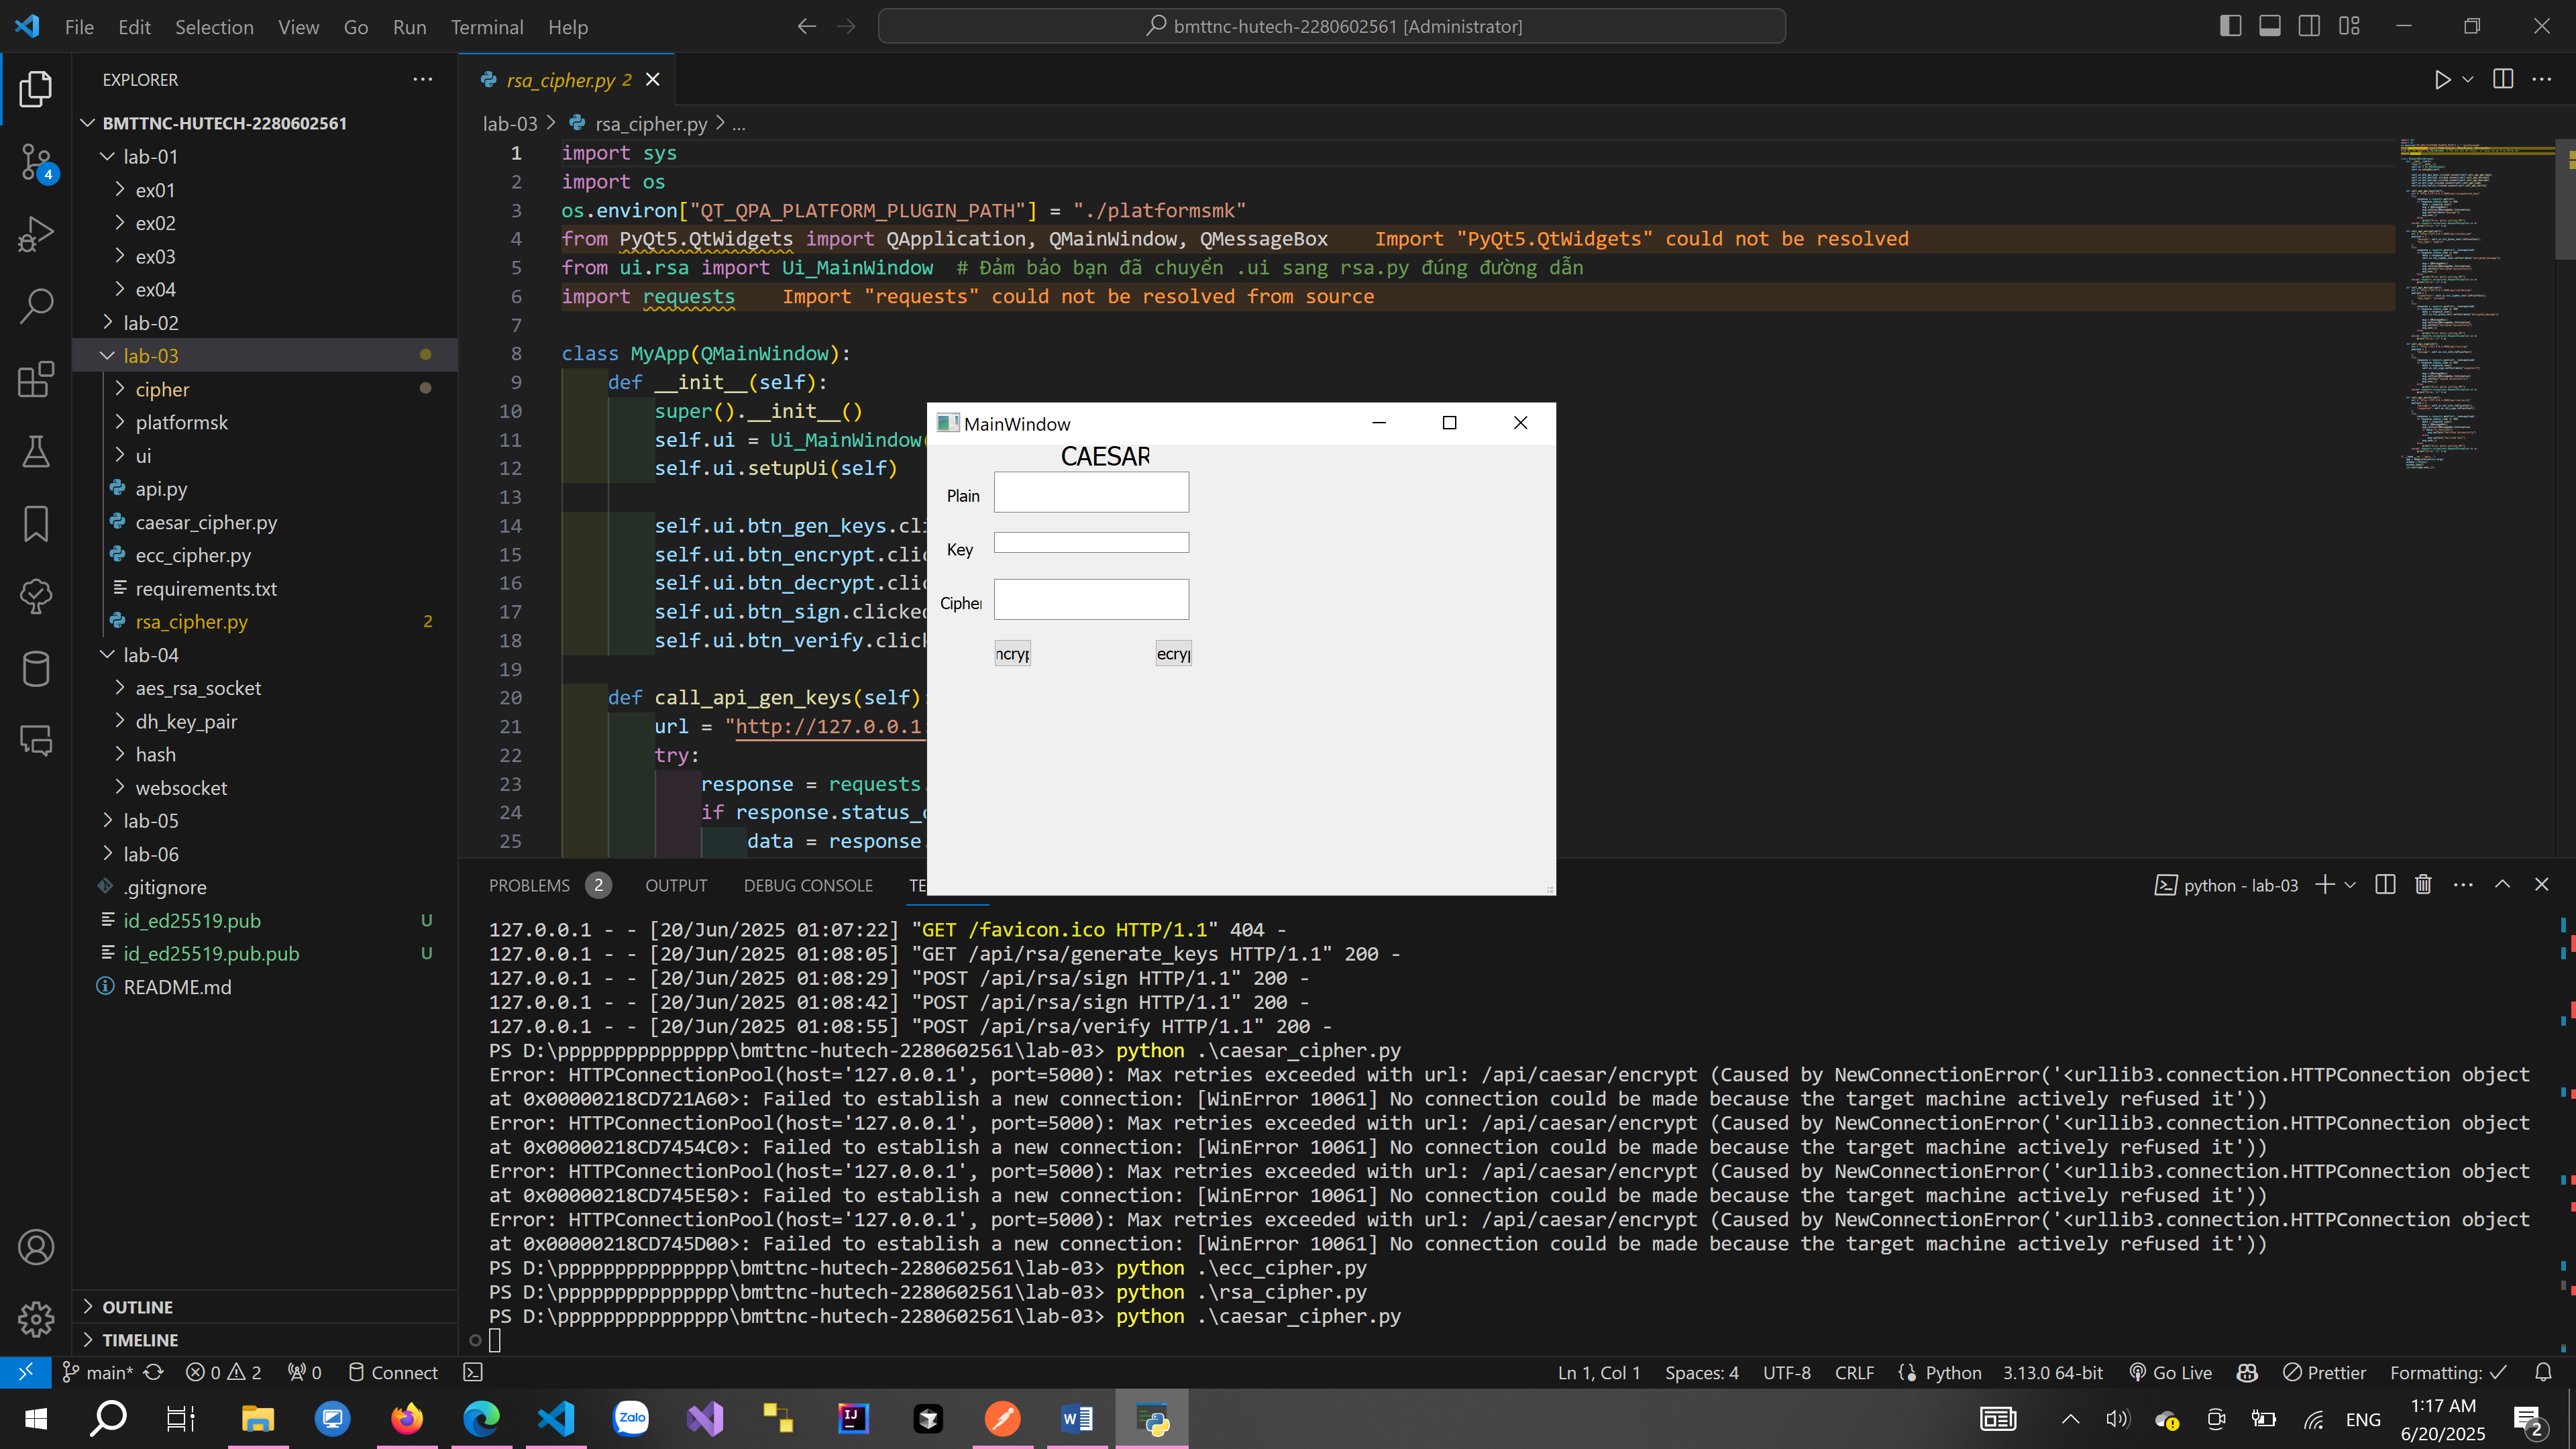 File Edit Selection View Go Run Terminal Help
bmttnc-hutech-2280602561 [Administrator]
EXPLORER
BMTTNC-HUTECH-2280602561
lab-01
ex01
ex02
ex03
ex04
lab-02
lab-03
cipher
platformsk
ui
api.py
caesar_cipher.py
ecc_cipher.py
requirements.txt
rsa_cipher.py 2
lab-04
aes_rsa_socket
dh_key_pair
hash
websocket
lab-05
lab-06
.gitignore
id_ed25519.pub U
id_ed25519.pub.pub U
README.md
OUTLINE
TIMELINE
4
rsa_cipher.py 2
lab-03 > rsa_cipher.py > ...
1 import sys
2 import os
3 os.environ["QT_QPA_PLATFORM_PLUGIN_PATH"] = "./platformsmk"
4 from PyQt5.QtWidgets import QApplication, QMainWindow, QMessageBox Import "PyQt5.QtWidgets" could not be resolved
5 from ui.rsa import Ui_MainWindow # Đảm bảo bạn đã chuyển .ui sang rsa.py đúng đường dẫn
6 import requests Import "requests" could not be resolved from source
7
8 class MyApp(QMainWindow):
9 def __init__(self):
10 super().__init__()
11 self.ui = Ui_MainWindow(
12 self.ui.setupUi(self)
13
14 self.ui.btn_gen_keys.cli
15 self.ui.btn_encrypt.clic
16 self.ui.btn_decrypt.clic
17 self.ui.btn_sign.clicked
18 self.ui.btn_verify.click
19
20 def call_api_gen_keys(self):
21 url = "http://127.0.0.1:
22 try:
23 response = requests.
24 if response.status_c
25 data = response.
MainWindow
CAESAR
Plain
Key
Cipher
ncryp
ecryp
PROBLEMS 2 OUTPUT DEBUG CONSOLE TE
python - lab-03
127.0.0.1 - - [20/Jun/2025 01:07:22] "GET /favicon.ico HTTP/1.1" 404 -
127.0.0.1 - - [20/Jun/2025 01:08:05] "GET /api/rsa/generate_keys HTTP/1.1" 200 -
127.0.0.1 - - [20/Jun/2025 01:08:29] "POST /api/rsa/sign HTTP/1.1" 200 -
127.0.0.1 - - [20/Jun/2025 01:08:42] "POST /api/rsa/sign HTTP/1.1" 200 -
127.0.0.1 - - [20/Jun/2025 01:08:55] "POST /api/rsa/verify HTTP/1.1" 200 -
PS D:\ppppppppppppppp\bmttnc-hutech-2280602561\lab-03> python .\caesar_cipher.py
Error: HTTPConnectionPool(host='127.0.0.1', port=5000): Max retries exceeded with url: /api/caesar/encrypt (Caused by NewConnectionError('<urllib3.connection.HTTPConnection object
at 0x00000218CD721A60>: Failed to establish a new connection: [WinError 10061] No connection could be made because the target machine actively refused it'))
Error: HTTPConnectionPool(host='127.0.0.1', port=5000): Max retries exceeded with url: /api/caesar/encrypt (Caused by NewConnectionError('<urllib3.connection.HTTPConnection object
at 0x00000218CD7454C0>: Failed to establish a new connection: [WinError 10061] No connection could be made because the target machine actively refused it'))
Error: HTTPConnectionPool(host='127.0.0.1', port=5000): Max retries exceeded with url: /api/caesar/encrypt (Caused by NewConnectionError('<urllib3.connection.HTTPConnection object
at 0x00000218CD745E50>: Failed to establish a new connection: [WinError 10061] No connection could be made because the target machine actively refused it'))
Error: HTTPConnectionPool(host='127.0.0.1', port=5000): Max retries exceeded with url: /api/caesar/encrypt (Caused by NewConnectionError('<urllib3.connection.HTTPConnection object
at 0x00000218CD745D00>: Failed to establish a new connection: [WinError 10061] No connection could be made because the target machine actively refused it'))
PS D:\ppppppppppppppp\bmttnc-hutech-2280602561\lab-03> python .\ecc_cipher.py
PS D:\ppppppppppppppp\bmttnc-hutech-2280602561\lab-03> python .\rsa_cipher.py
PS D:\ppppppppppppppp\bmttnc-hutech-2280602561\lab-03> python .\caesar_cipher.py
main* 0 2 0 Connect
Ln 1, Col 1 Spaces: 4 UTF-8 CRLF Python 3.13.0 64-bit Go Live Prettier Formatting:
Zalo
IJ
W
ENG
1:17 AM
6/20/2025
2